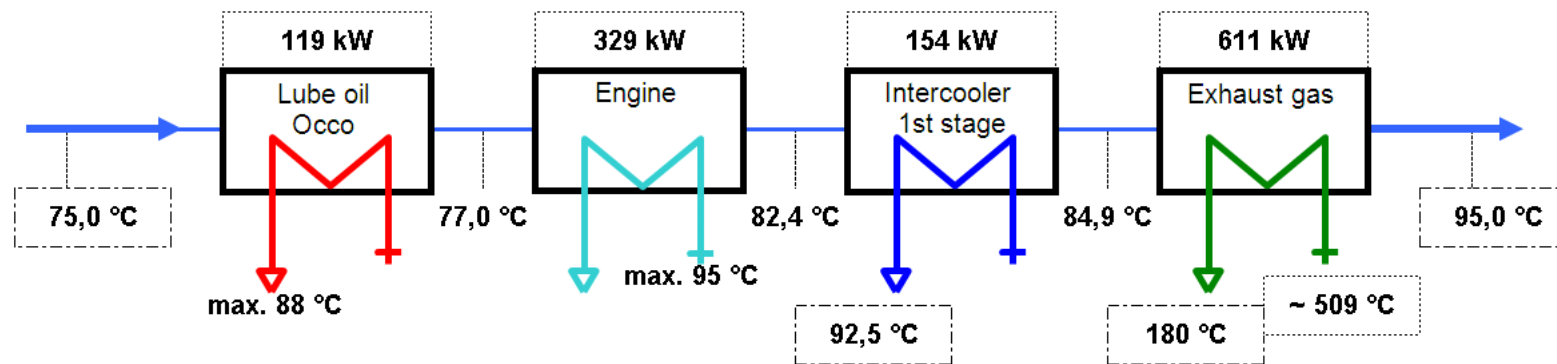 119 kW
329 kW
154 kW
611 kW
Lube oil
Occo
Engine
Intercooler
1st stage
Exhaust gas
75,0 °C
77,0 °C
82,4 °C
84,9 °C
95,0 °C
max. 88 °C
max. 95 °C
92,5 °C
180 °C
~ 509 °C